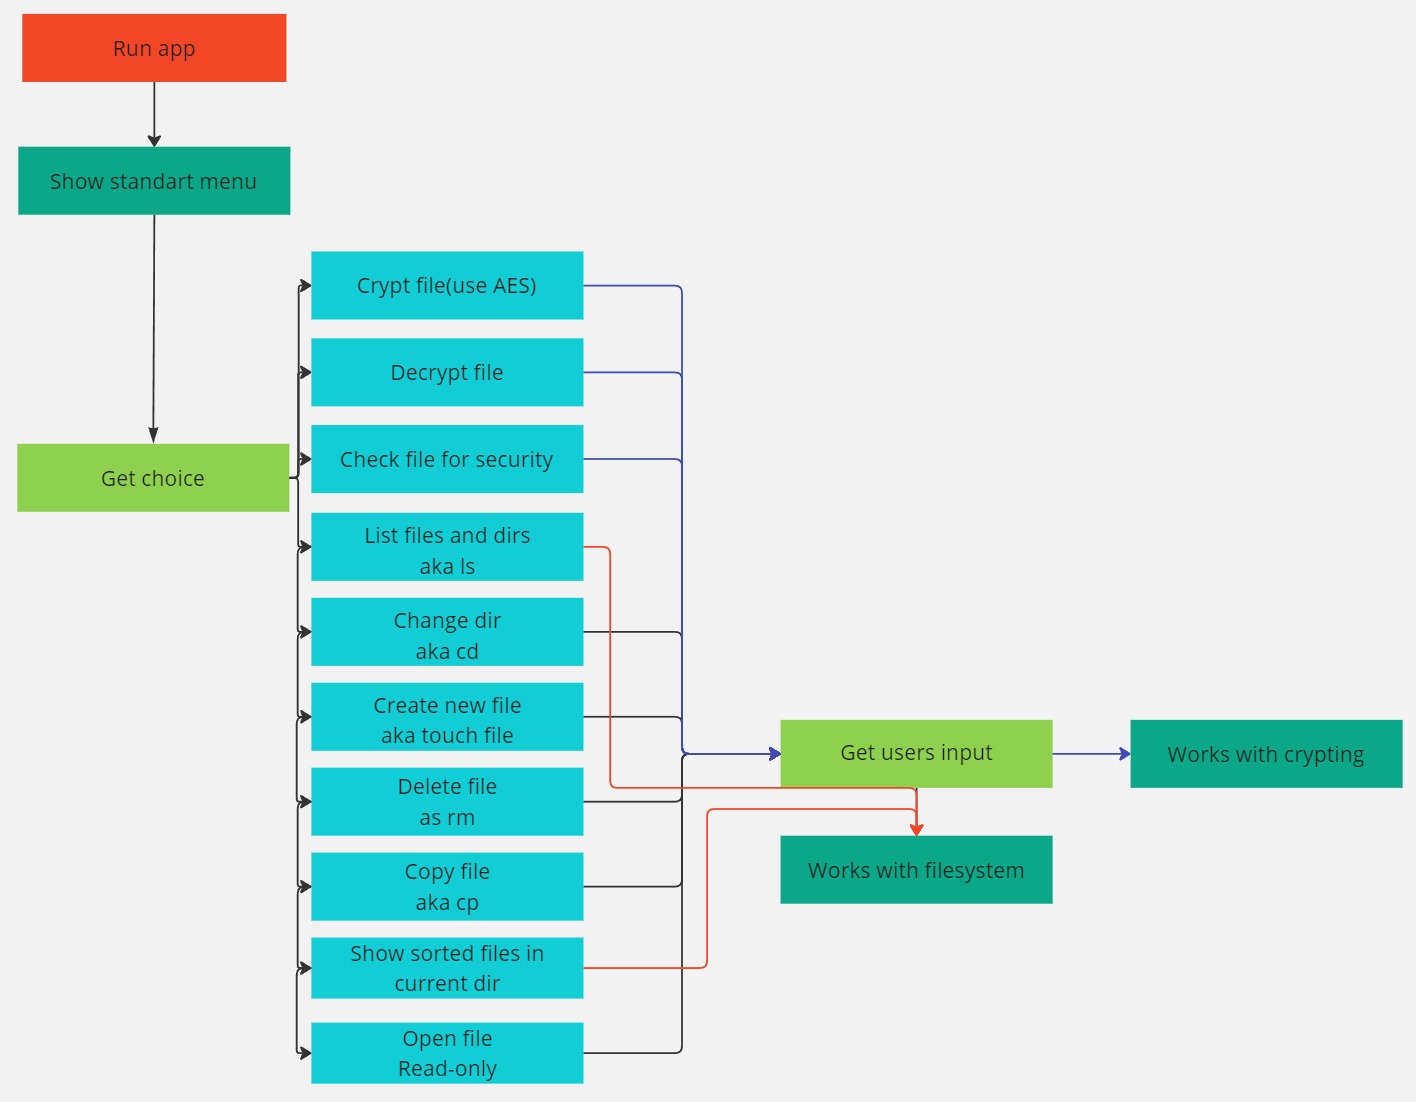 Run app
Show standart menu
Get choice
Crypt file(use AES)
Decrypt file
Check file for security
List files and dirs
aka ls
Change dir
aka cd
Create new file
aka touch file
Delete file
as rm
Copy file
aka cp
Show sorted files in
current dir
Open file
Read-only
Get users input
Works with crypting
Works with filesystem